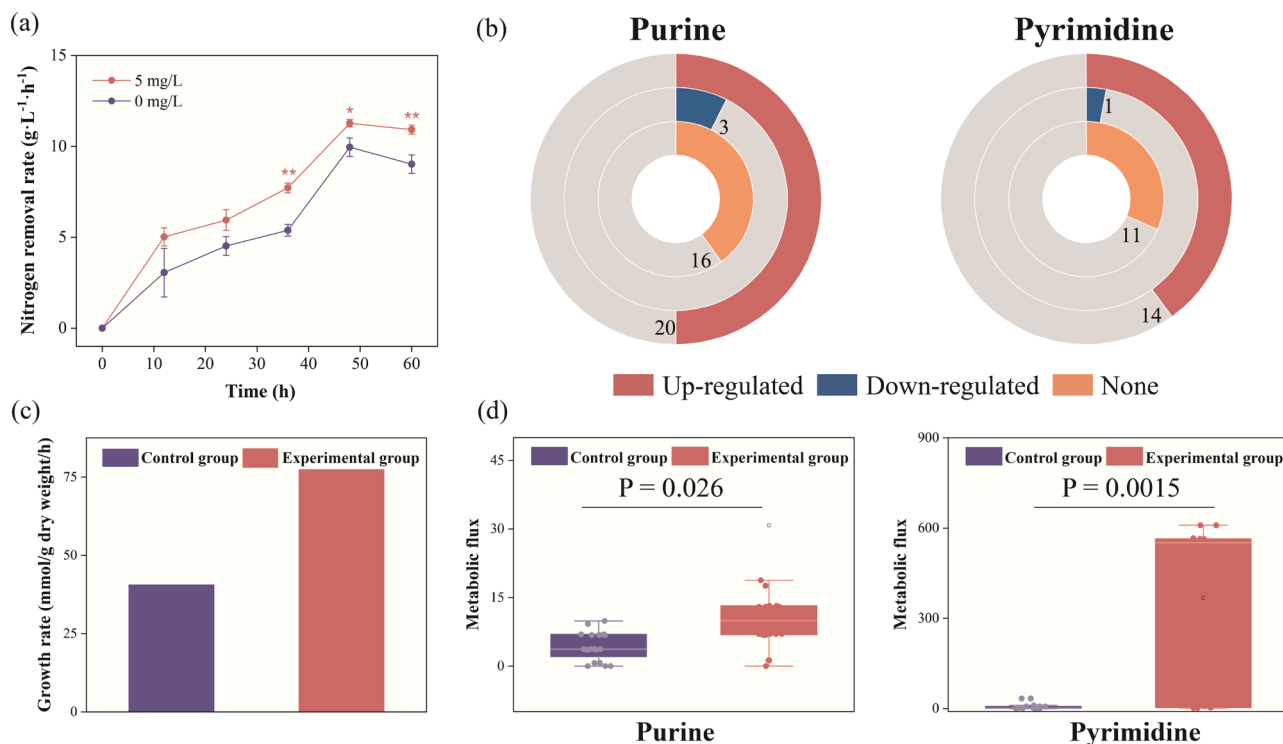 (a)
15
10
5
0
Nitrogen removal rate (g·L⁻¹·h⁻¹)
5 mg/L
0 mg/L
**
*
**
0 10 20 30 40 50 60
Time (h)
(b)
Purine
3
16
20
Pyrimidine
1
11
14
Up-regulated Down-regulated None
(c)
Growth rate (mmol/g dry weight/h)
75
50
25
0
Control group Experimental group
(d)
Metabolic flux
45
30
15
0
Control group Experimental group
P = 0.026
Purine
Metabolic flux
900
600
300
0
Control group Experimental group
P = 0.0015
Pyrimidine